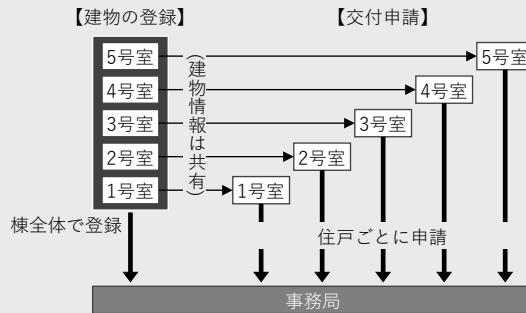 【建物の登録】
【交付申請】
5号室
4号室
3号室
2号室
1号室
（建物情報は共有）
5号室
4号室
3号室
2号室
1号室
棟全体で登録
住戸ごとに申請
事務局